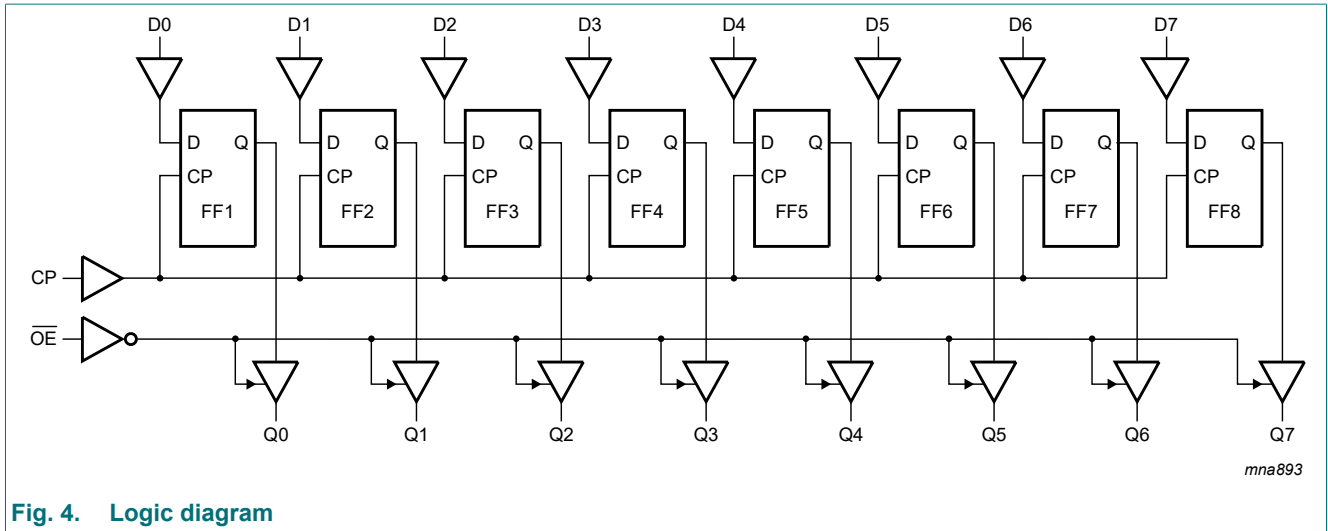 D0 D1 D2 D3 D4 D5 D6 D7
D Q D Q D Q D Q D Q D Q D Q D Q
CP CP CP CP CP CP CP CP
FF1 FF2 FF3 FF4 FF5 FF6 FF7 FF8
CP
O̅E̅
Q0 Q1 Q2 Q3 Q4 Q5 Q6 Q7
mna893
Fig. 4. Logic diagram